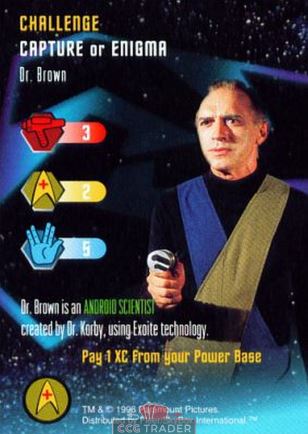 CHALLENGE
CAPTURE or ENIGMA
Dr. Brown
3
2
5
Dr. Brown is an ANDROID SCIENTIST
created by Dr. Korby, using Exoite technology.
Pay 1 XC From your Power Base
TM & © 1996 Paramount Pictures.
International.™
CCG TRADER